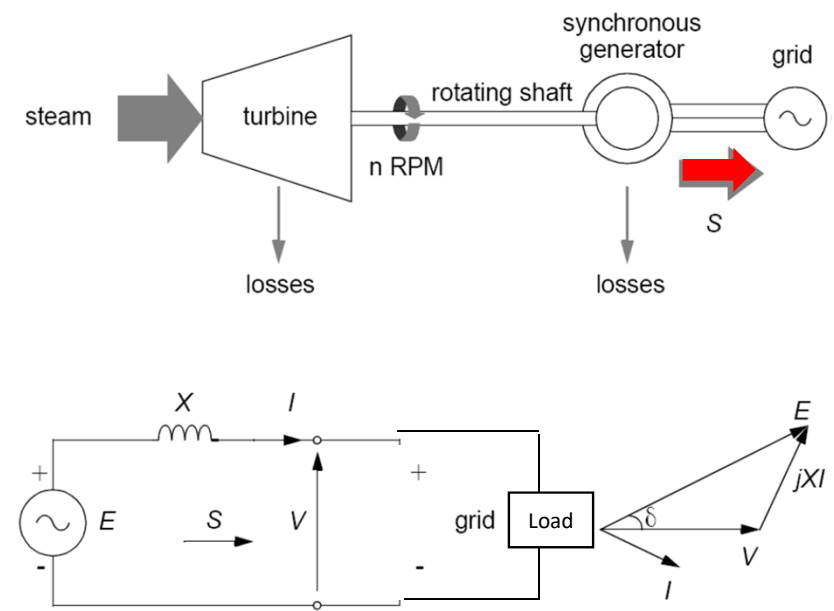 synchronous
generator
grid
steam
turbine
rotating shaft
n RPM
S
losses
losses
X
I
+
E
S
V
-
+
grid
Load
-
E
jXI
δ
V
I